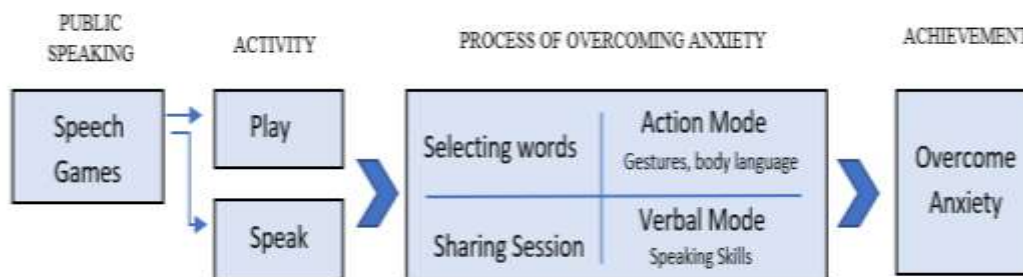 PUBLIC
SPEAKING
ACTIVITY
PROCESS OF OVERCOMING ANXIETY
ACHIEVEMENT
Speech
Games
Play
Speak
Selecting words
Action Mode
Gestures, body language
Sharing Session
Verbal Mode
Speaking Skills
Overcome
Anxiety